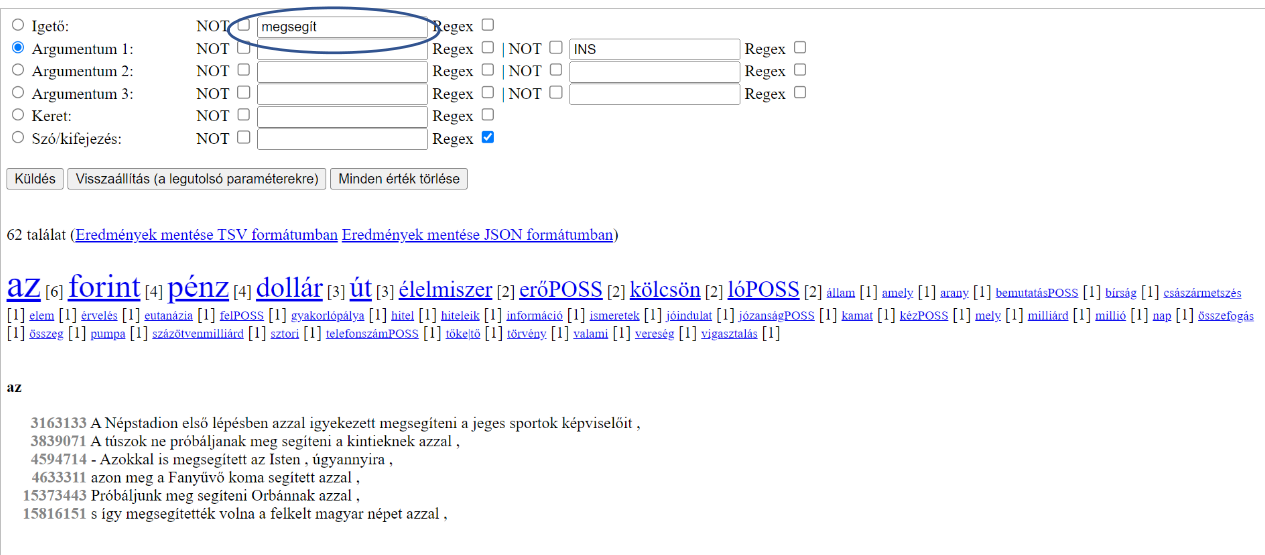 Igető: NOT megsegít Regex
Argumentum 1: NOT Regex | NOT INS Regex
Argumentum 2: NOT Regex | NOT Regex
Argumentum 3: NOT Regex | NOT Regex
Keret: NOT Regex
Szó/kifejezés: NOT Regex
Küldés Visszaállítás (a legutolsó paraméterekre) Minden érték törlése
62 találat (Eredmények mentése TSV formátumban Eredmények mentése JSON formátumban)
az [6] forint [4] pénz [4] dollár [3] út [3] élelmiszer [2] erőPOSS [2] kölcsön [2] lóPOSS [2] állam [1] amely [1] arany [1] bemutatásPOSS [1] bírság [1] császármetszés
[1] elem [1] érvelés [1] eutanázia [1] felPOSS [1] gyakorlópálya [1] hitel [1] hiteleik [1] információ [1] ismeretek [1] jóindulat [1] józanságPOSS [1] kamat [1] kézPOSS [1] mely [1] milliárd [1] millió [1] nap [1] összefogás
[1] összeg [1] pumpa [1] százötvenmilliárd [1] sztori [1] telefonszámPOSS [1] tőkejtő [1] törvény [1] valami [1] vereség [1] vigasztalás [1]
az
3163133 A Népstadion első lépésben azzal igyekezett megsegíteni a jeges sportok képviselőit ,
3839071 A túszok ne próbáljanak meg segíteni a kintieknek azzal ,
4594714 - Azokkal is megsegített az Isten , úgyannyira ,
4633311 azon meg a Fanyüvő koma segített azzal ,
15373443 Próbáljunk meg segíteni Orbánnak azzal ,
15816151 s így megsegítették volna a felkelt magyar népet azzal ,